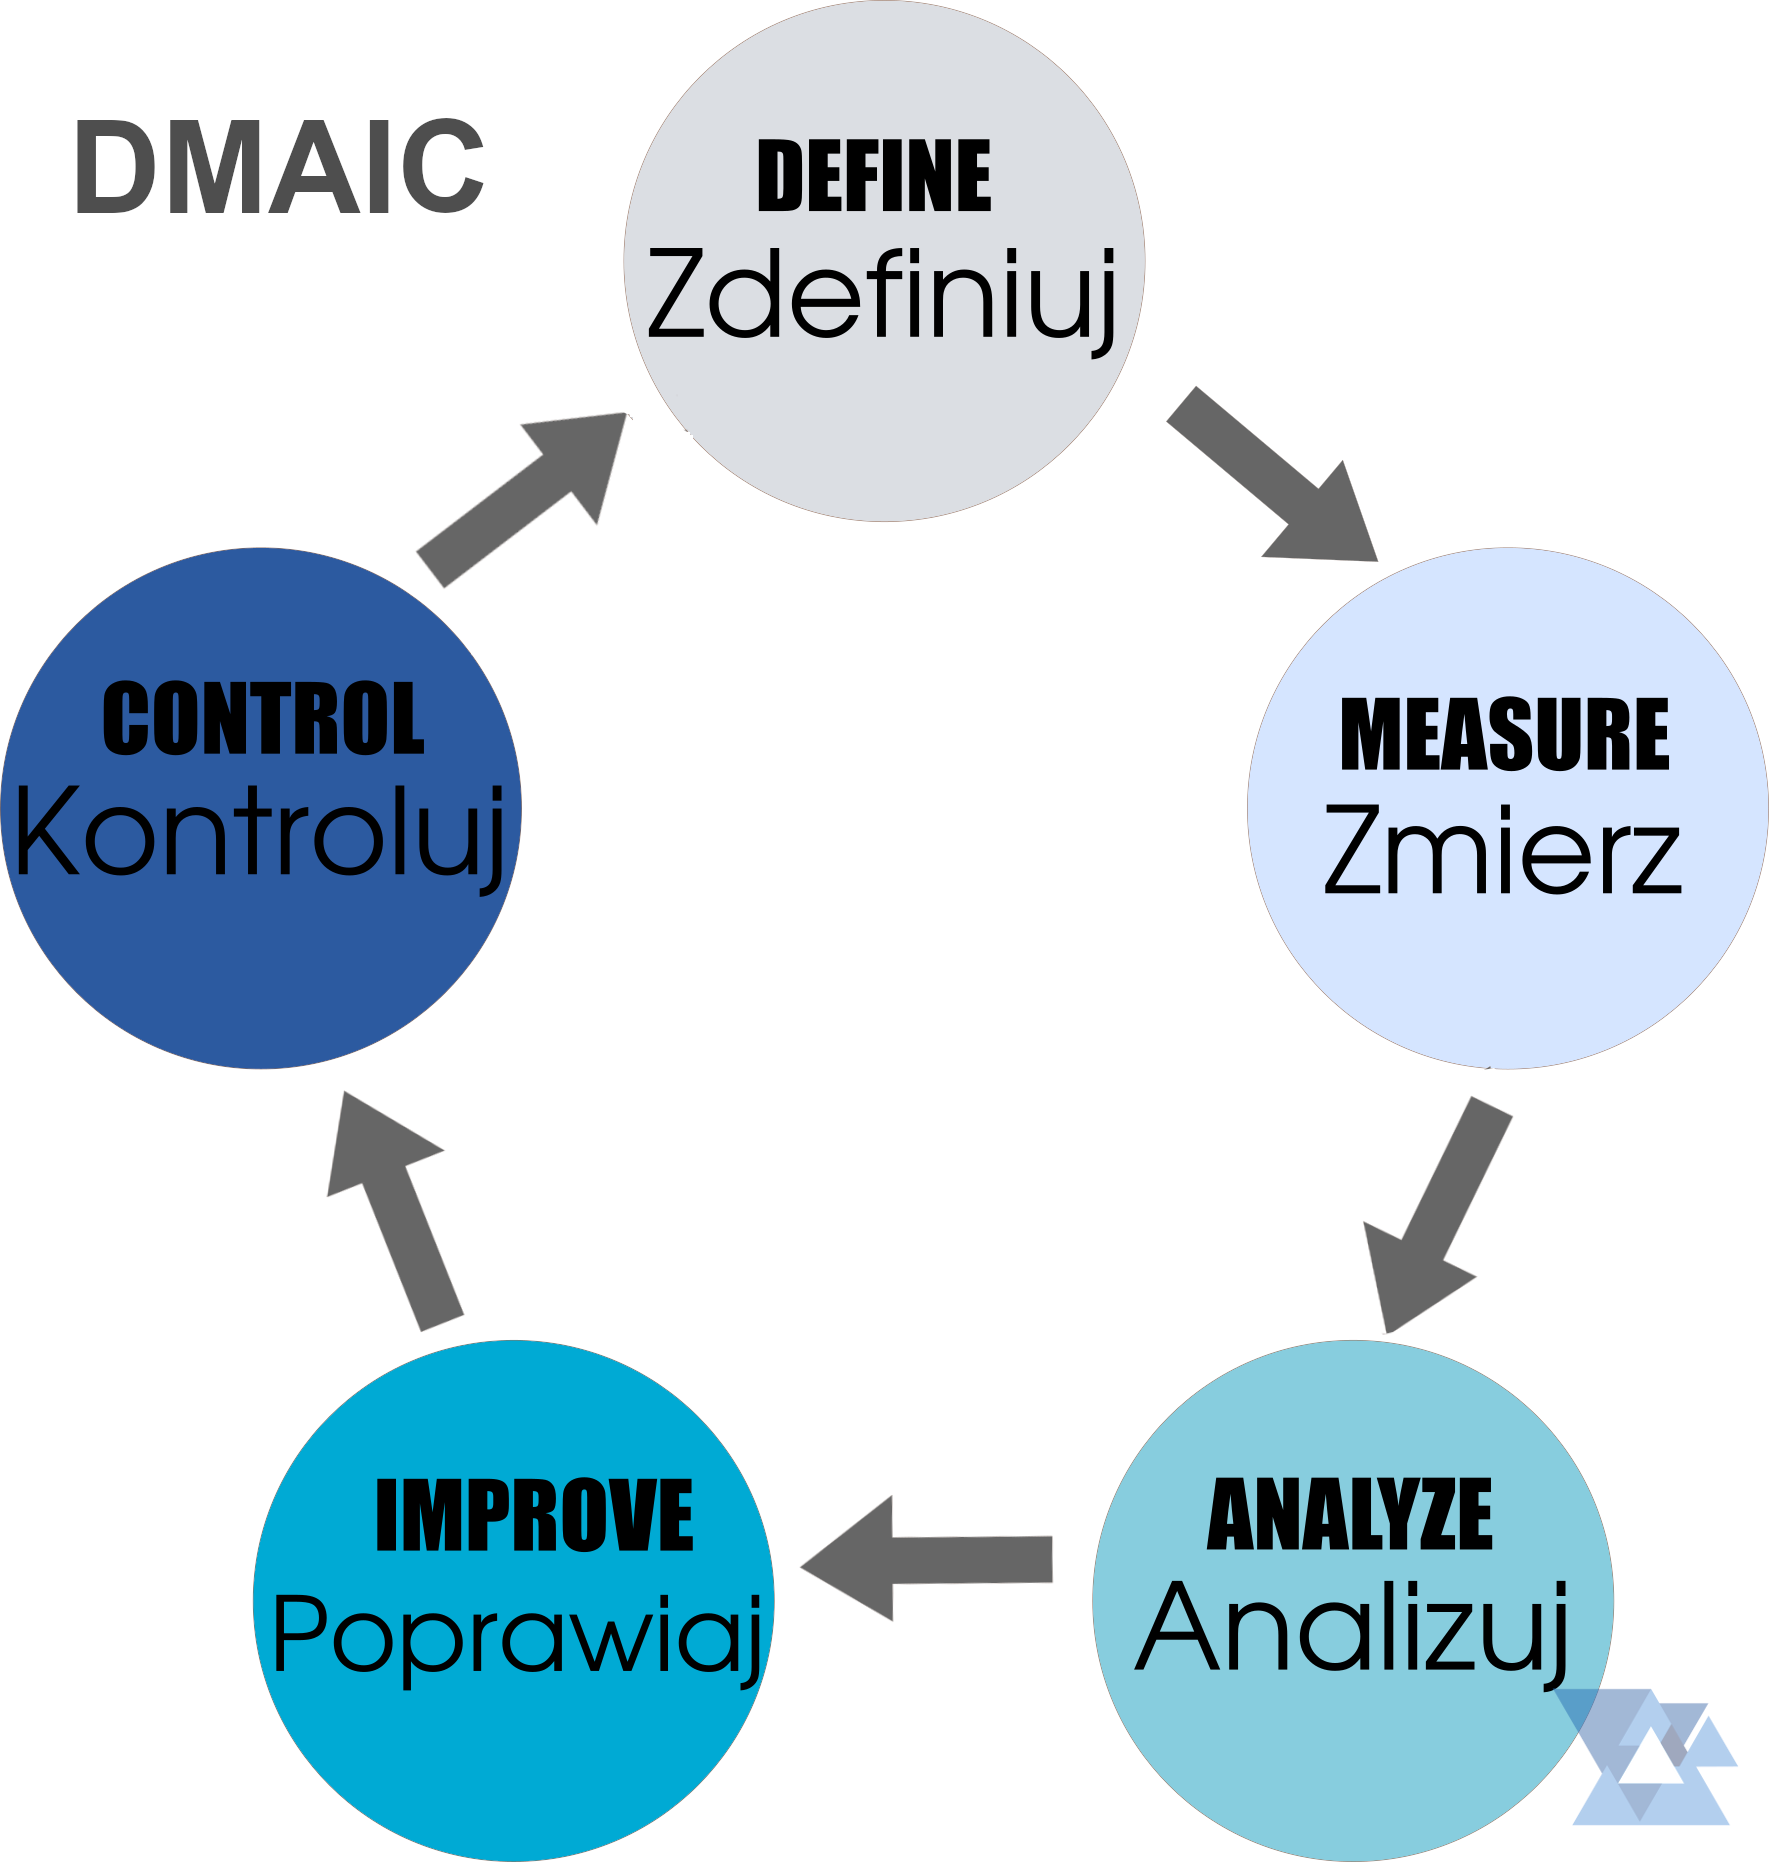 DMAIC
DEFINE
Zdefiniuj
MEASURE
Zmierz
ANALYZE
Analizuj
IMPROVE
Poprawiaj
CONTROL
Kontroluj